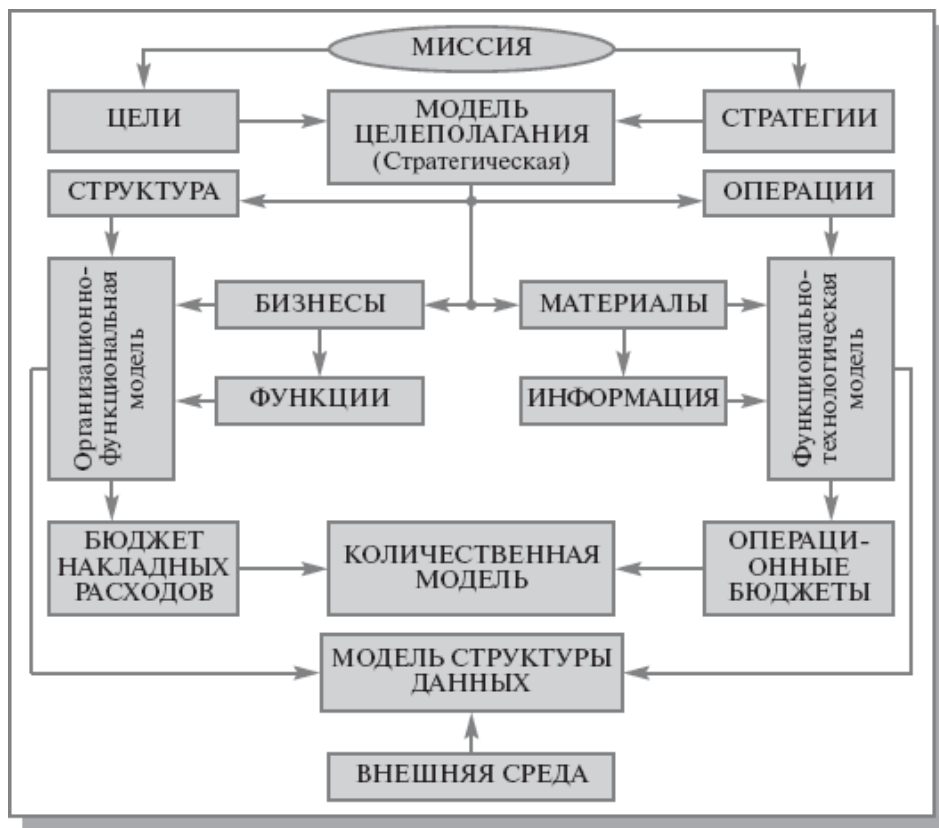 МИССИЯ
ЦЕЛИ
МОДЕЛЬ
ЦЕЛЕПОЛАГАНИЯ
(Стратегическая)
СТРАТЕГИИ
СТРУКТУРА
ОПЕРАЦИИ
Организационно-
функциональная
модель
БИЗНЕСЫ
МАТЕРИАЛЫ
ФУНКЦИИ
ИНФОРМАЦИЯ
Функционально-
технологическая
модель
БЮДЖЕТ
НАКЛАДНЫХ
РАСХОДОВ
КОЛИЧЕСТВЕННАЯ
МОДЕЛЬ
ОПЕРАЦИ-
ОННЫЕ
БЮДЖЕТЫ
МОДЕЛЬ СТРУКТУРЫ
ДАННЫХ
ВНЕШНЯЯ СРЕДА